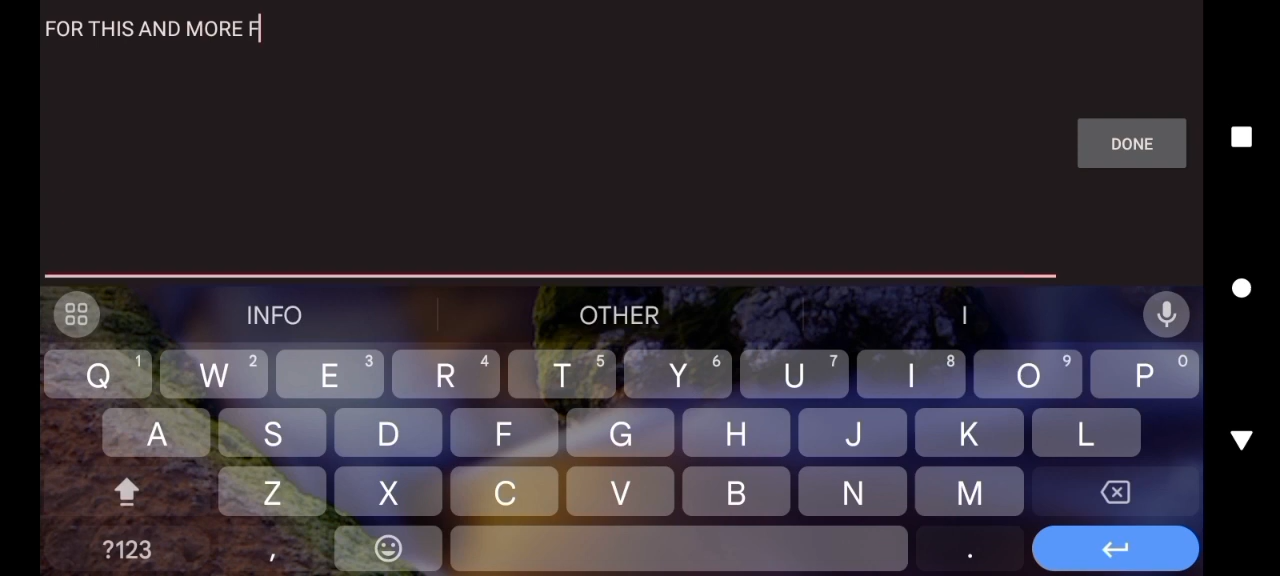 FOR THIS AND MORE F
DONE
INFO OTHER I
Q 1 W 2 E 3 R 4 T 5 Y 6 U 7 I 8 O 9 P 0
A S D F G H J K L
Z X C V B N M
?123 , .